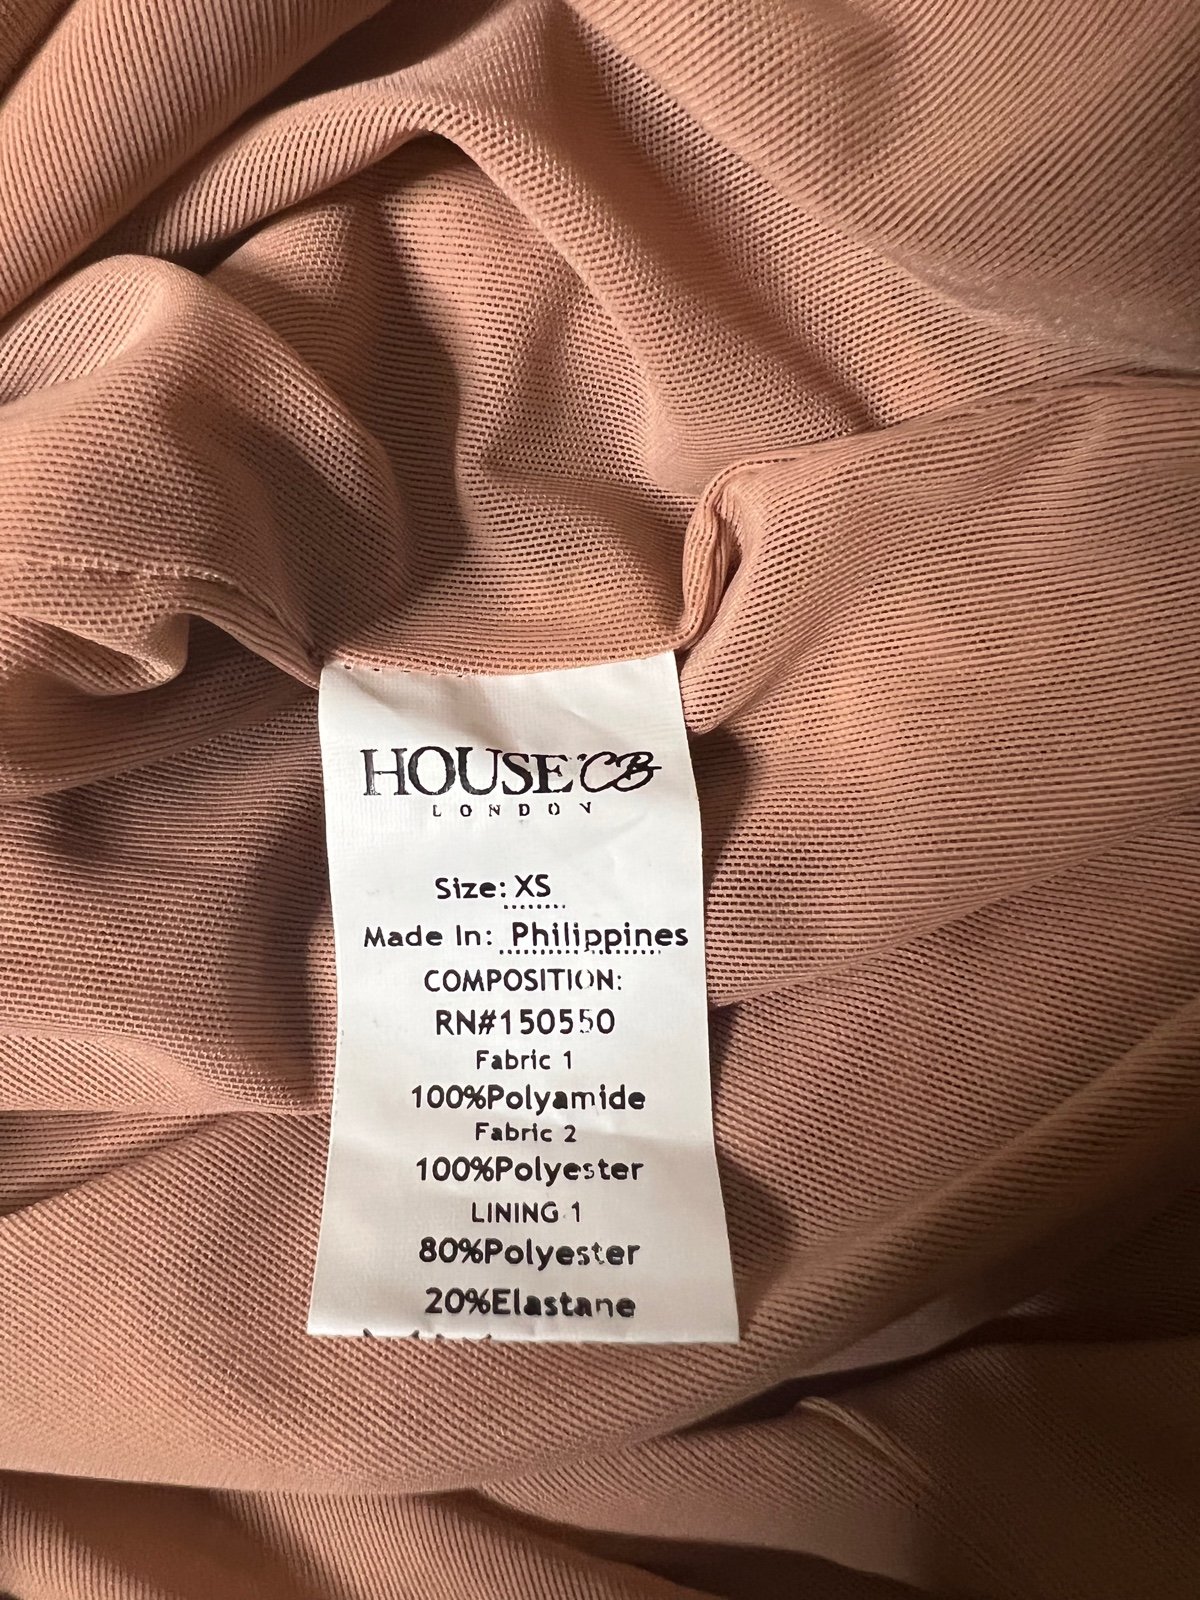 HOUSE OF CB
LONDON
Size: XS
Made In: Philippines
COMPOSITION:
RN#150550
Fabric 1
100%Polyamide
Fabric 2
100%Polyester
LINING 1
80%Polyester
20%Elastane